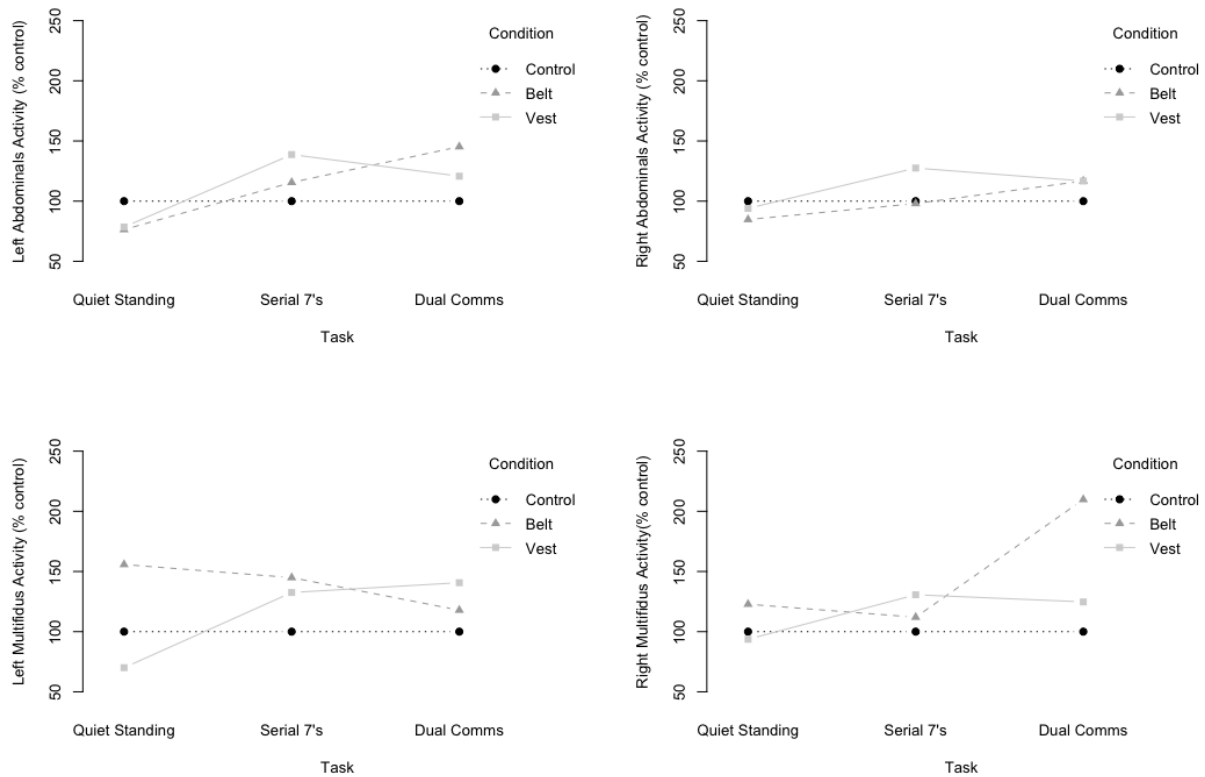 Left Abdominals Activity (% control)
250
200
150
100
50
Condition
Control
Belt
Vest
Quiet Standing Serial 7's Dual Comms
Task
Right Abdominals Activity (% control)
250
200
150
100
50
Condition
Control
Belt
Vest
Quiet Standing Serial 7's Dual Comms
Task
Left Multifidus Activity (% control)
250
200
150
100
50
Condition
Control
Belt
Vest
Quiet Standing Serial 7's Dual Comms
Task
Right Multifidus Activity(% control)
250
200
150
100
50
Condition
Control
Belt
Vest
Quiet Standing Serial 7's Dual Comms
Task